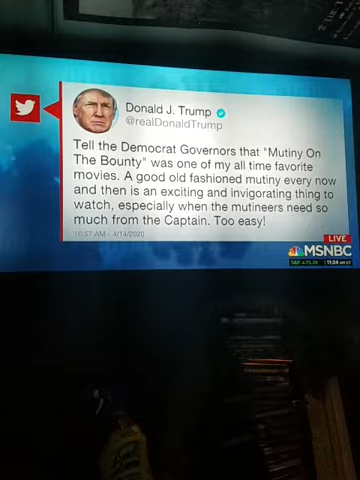 Donald J. Trump
@realDonaldTrump
Tell the Democrat Governors that "Mutiny On
The Bounty" was one of my all time favorite
movies. A good old fashioned mutiny every now
and then is an exciting and invigorating thing to
watch, especially when the mutineers need so
much from the Captain. Too easy!
10:57 AM - 4/14/2020
LIVE
MSNBC
S&P